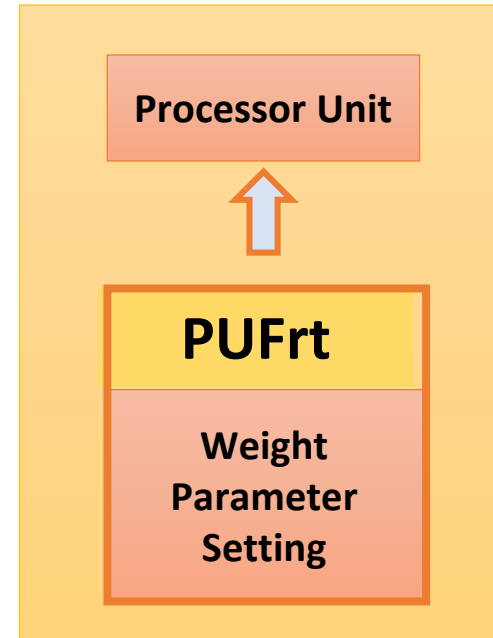 Processor Unit
PUFrt
Weight
Parameter
Setting